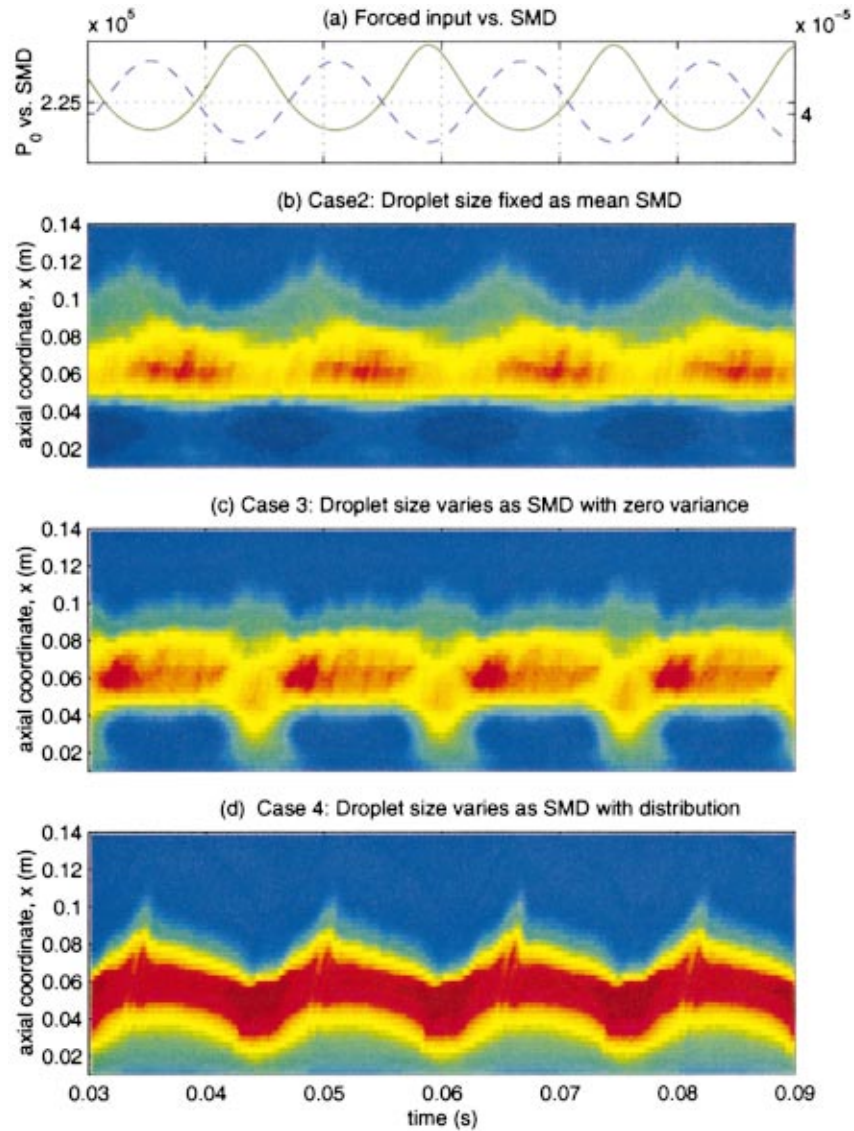 (a) Forced input vs. SMD
x 10^5
x 10^-5
P_0 vs. SMD
2.25
4
(b) Case2: Droplet size fixed as mean SMD
axial coordinate, x (m)
0.14
0.12
0.1
0.08
0.06
0.04
0.02
(c) Case 3: Droplet size varies as SMD with zero variance
axial coordinate, x (m)
0.14
0.12
0.1
0.08
0.06
0.04
0.02
(d) Case 4: Droplet size varies as SMD with distribution
axial coordinate, x (m)
0.14
0.12
0.1
0.08
0.06
0.04
0.02
0.03 0.04 0.05 0.06 0.07 0.08 0.09
time (s)